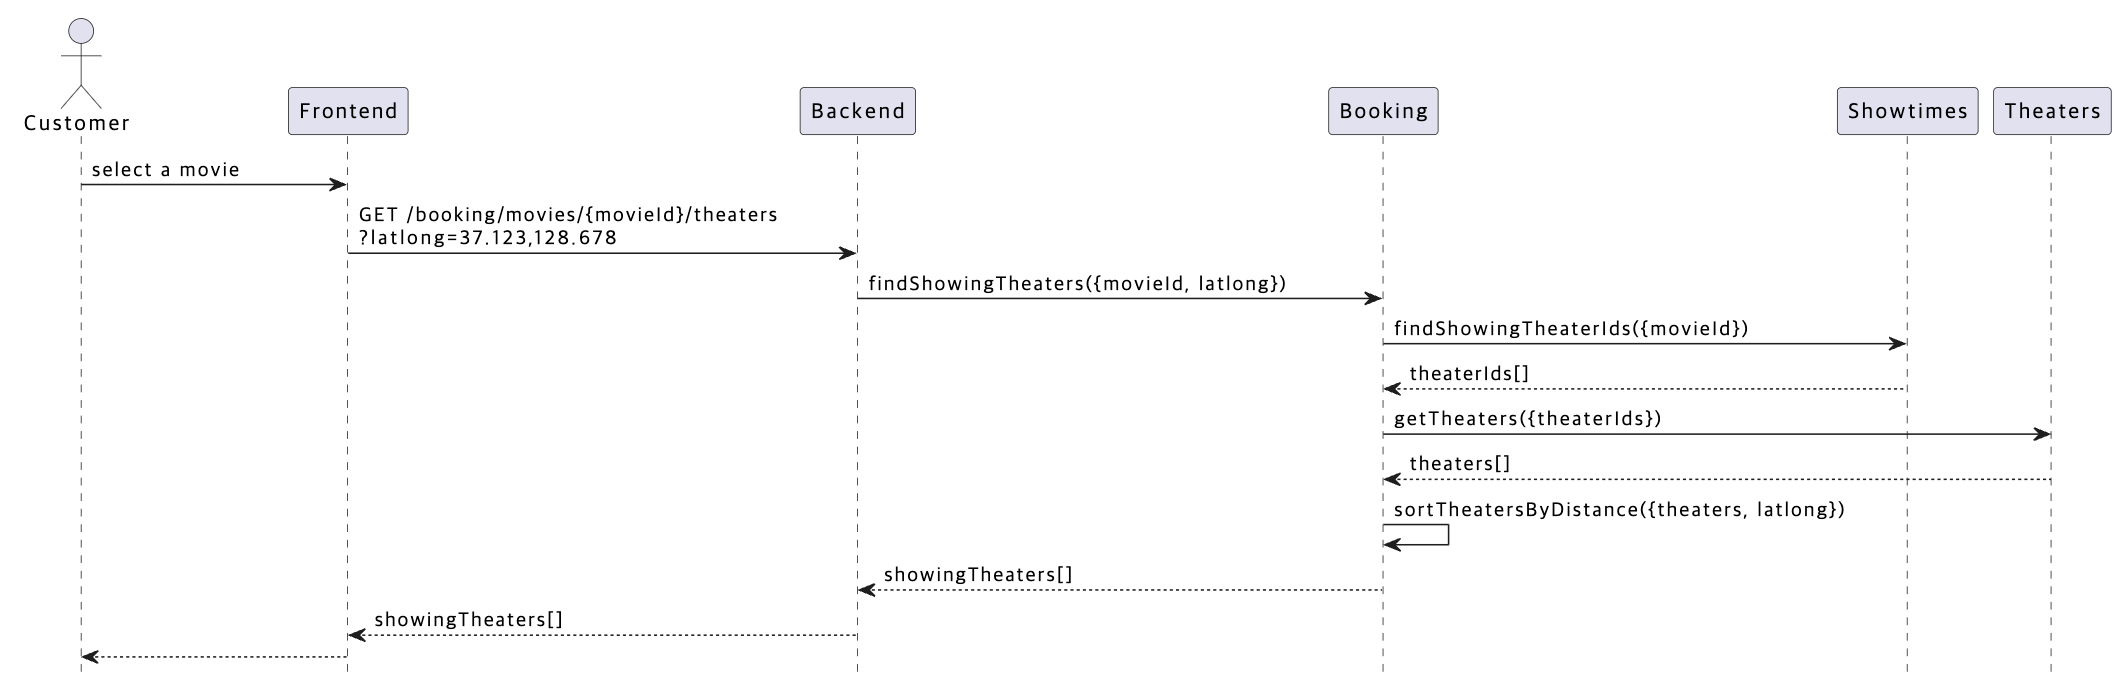 Customer
Frontend
Backend
Booking
Showtimes
Theaters
select a movie
GET /booking/movies/{movieId}/theaters
?latlong=37.123,128.678
findShowingTheaters({movieId, latlong})
findShowingTheaterIds({movieId})
theaterIds[]
getTheaters({theaterIds})
theaters[]
sortTheatersByDistance({theaters, latlong})
showingTheaters[]
showingTheaters[]